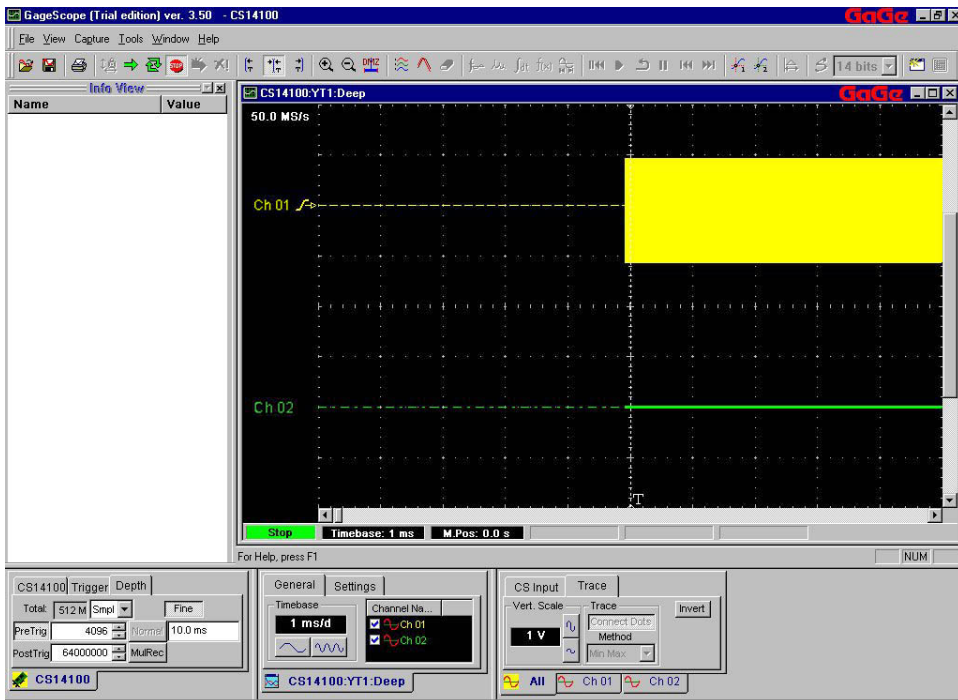 GageScope (Trial edition) ver. 3.50 - CS14100
GaGe
File View Capture Tools Window Help
14 bits
Info View
Name Value
CS14100:YT1:Deep
GaGe
50.0 MS/s
Ch 01
Ch 02
T
Stop Timebase: 1 ms M.Pos: 0.0 s
For Help, press F1
NUM
CS14100 Trigger Depth
Total: 512 M Smpl Fine
PreTrig 4096 Normal 10.0 ms
PostTrig 64000000 MulRec
CS14100
General Settings
Timebase
1 ms/d
Channel Na...
Ch 01
Ch 02
CS14100:YT1:Deep
CS Input Trace
Vert. Scale
1 V
Trace
Connect Dots
Method
Min Max
Invert
All Ch 01 Ch 02